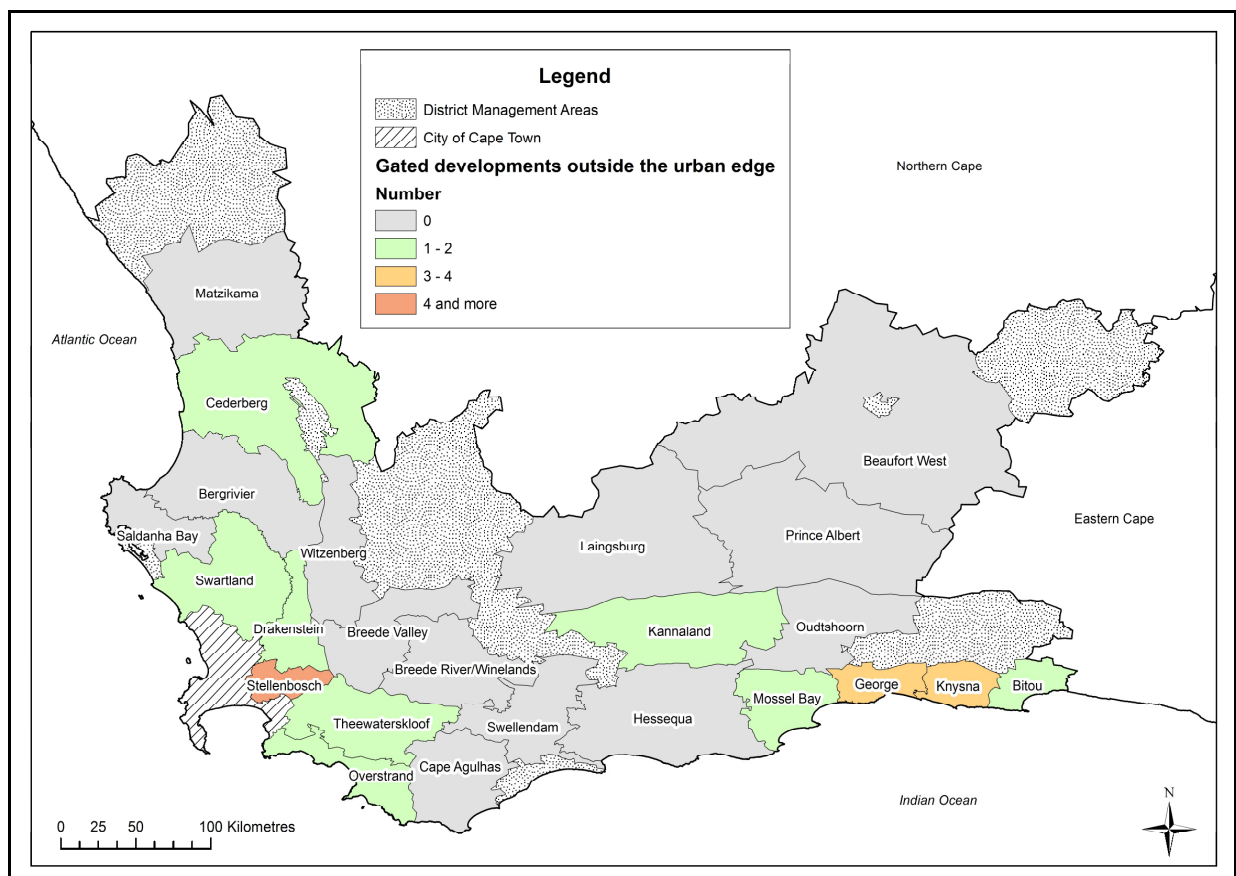 Legend
District Management Areas
City of Cape Town
Gated developments outside the urban edge
Number
0
1 - 2
3 - 4
4 and more
Northern Cape
Matzikama
Atlantic Ocean
Cederberg
Beaufort West
Bergrivier
Eastern Cape
Saldanha Bay
Prince Albert
Laingsburg
Witzenberg
Swartland
Drakenstein
Breede Valley
Kannaland
Oudtshoorn
Breede River/Winelands
Stellenbosch
George
Knysna
Bitou
Mossel Bay
Hessequa
Theewaterskloof
Swellendam
Cape Agulhas
Overstrand
Indian Ocean
N
0 25 50 100 Kilometres